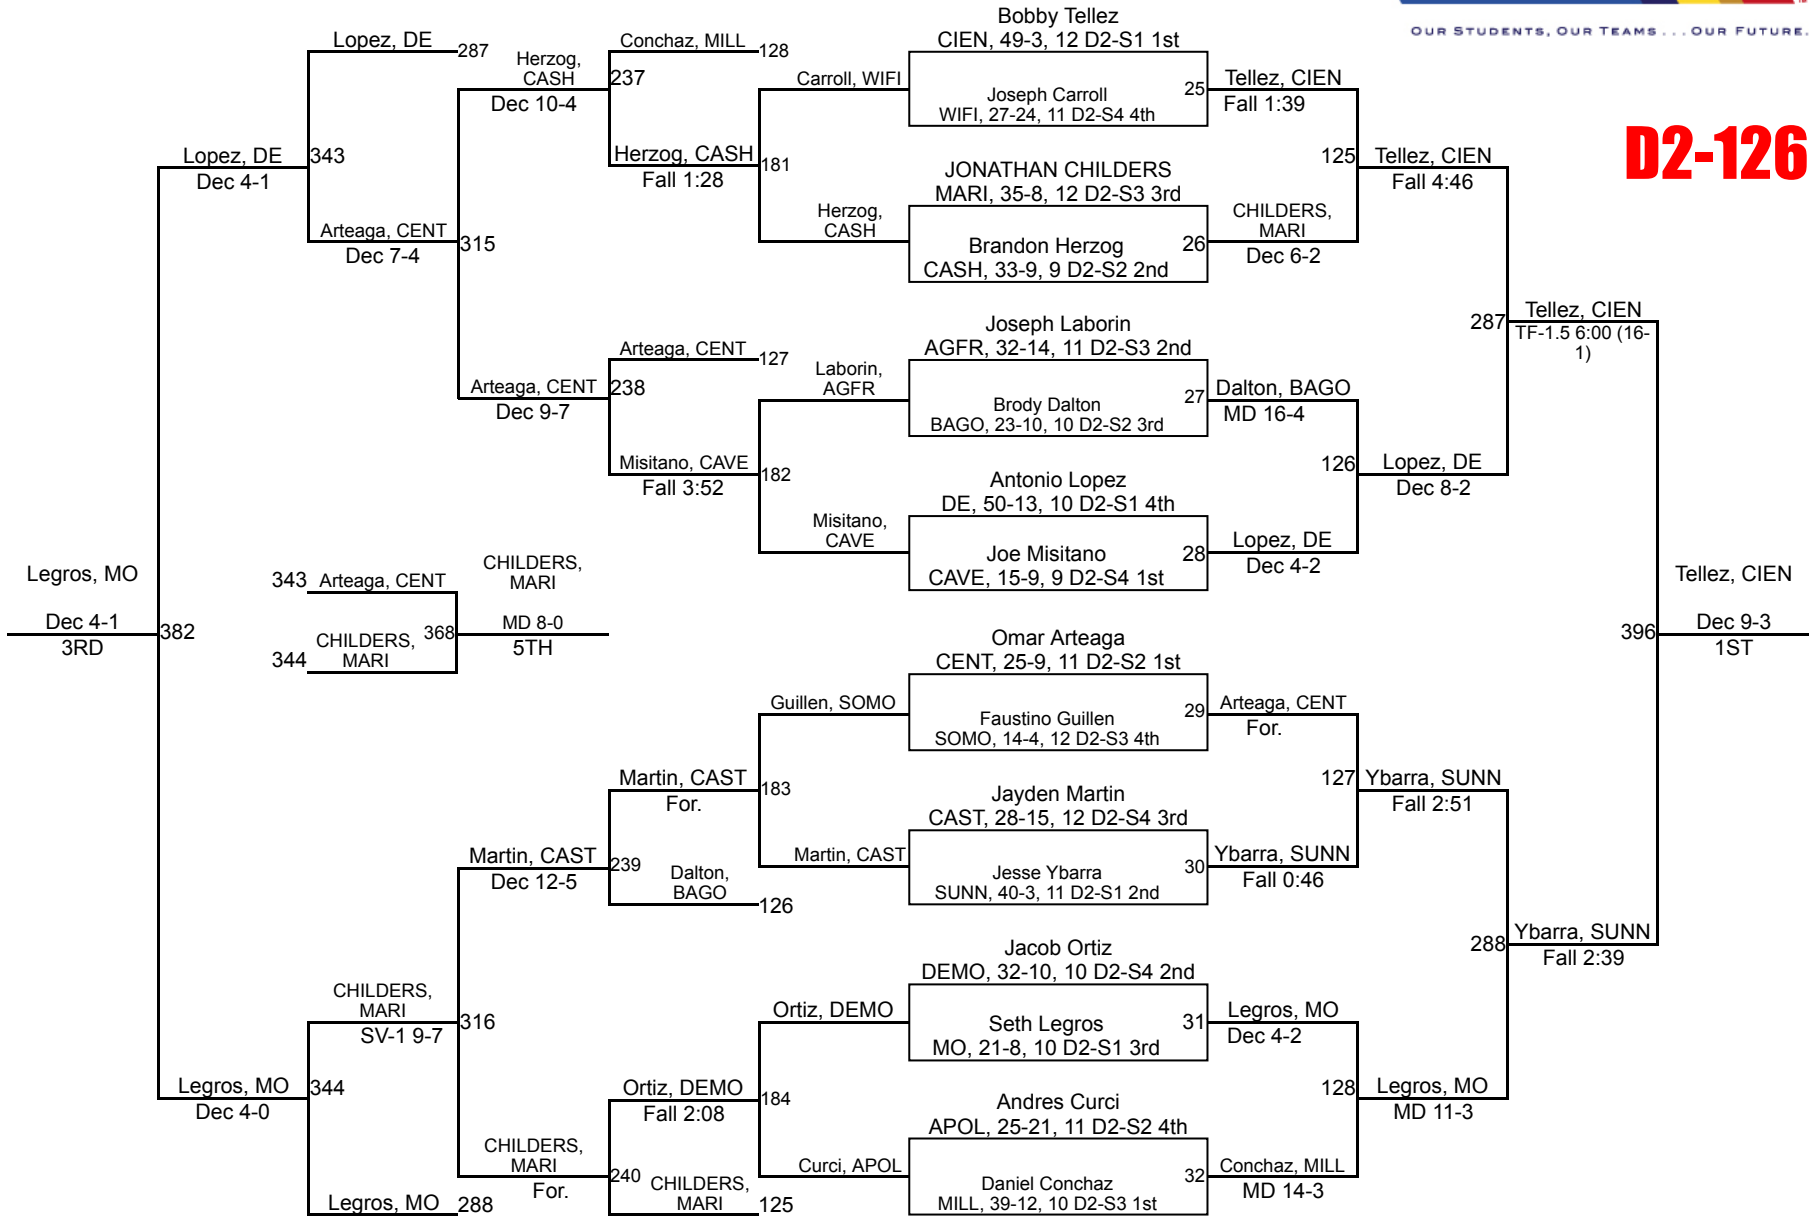 OUR STUDENTS, OUR TEAMS . . . OUR FUTURE.
D2-126
Bobby Tellez
CIEN, 49-3, 12 D2-S1 1st
Joseph Carroll
WIFI, 27-24, 11 D2-S4 4th
25
JONATHAN CHILDERS
MARI, 35-8, 12 D2-S3 3rd
Brandon Herzog
CASH, 33-9, 9 D2-S2 2nd
26
Joseph Laborin
AGFR, 32-14, 11 D2-S3 2nd
Brody Dalton
BAGO, 23-10, 10 D2-S2 3rd
27
Antonio Lopez
DE, 50-13, 10 D2-S1 4th
Joe Misitano
CAVE, 15-9, 9 D2-S4 1st
28
Omar Arteaga
CENT, 25-9, 11 D2-S2 1st
Faustino Guillen
SOMO, 14-4, 12 D2-S3 4th
29
Jayden Martin
CAST, 28-15, 12 D2-S4 3rd
Jesse Ybarra
SUNN, 40-3, 11 D2-S1 2nd
30
Jacob Ortiz
DEMO, 32-10, 10 D2-S4 2nd
Seth Legros
MO, 21-8, 10 D2-S1 3rd
31
Andres Curci
APOL, 25-21, 11 D2-S2 4th
Daniel Conchaz
MILL, 39-12, 10 D2-S3 1st
32
Tellez, CIEN
Fall 1:39
125
CHILDERS,
MARI
Dec 6-2
Dalton, BAGO
MD 16-4
126
Lopez, DE
Dec 4-2
Arteaga, CENT
For.
127
Ybarra, SUNN
Fall 0:46
Legros, MO
Dec 4-2
128
Conchaz, MILL
MD 14-3
Tellez, CIEN
Fall 4:46
287
Lopez, DE
Dec 8-2
Ybarra, SUNN
Fall 2:51
288
Legros, MO
MD 11-3
Tellez, CIEN
TF-1.5 6:00 (16-
1)
396
Ybarra, SUNN
Fall 2:39
Tellez, CIEN
Dec 9-3
1ST
Carroll, WIFI
181
Herzog,
CASH
Laborin,
AGFR
182
Misitano,
CAVE
Guillen, SOMO
183
Martin, CAST
Ortiz, DEMO
184
Curci, APOL
Conchaz, MILL
128
237
Herzog, CASH
Fall 1:28
Arteaga, CENT
127
238
Misitano, CAVE
Fall 3:52
Martin, CAST
For.
239
Dalton,
BAGO
126
Ortiz, DEMO
Fall 2:08
240
CHILDERS,
MARI
125
Herzog,
CASH
Dec 10-4
315
Arteaga, CENT
Dec 9-7
Martin, CAST
Dec 12-5
316
CHILDERS,
MARI
For.
Lopez, DE
287
343
Arteaga, CENT
Dec 7-4
CHILDERS,
MARI
SV-1 9-7
344
Legros, MO
288
Lopez, DE
Dec 4-1
382
Legros, MO
Dec 4-0
Legros, MO
Dec 4-1
3RD
343
Arteaga, CENT
368
344
CHILDERS,
MARI
CHILDERS,
MARI
MD 8-0
5TH